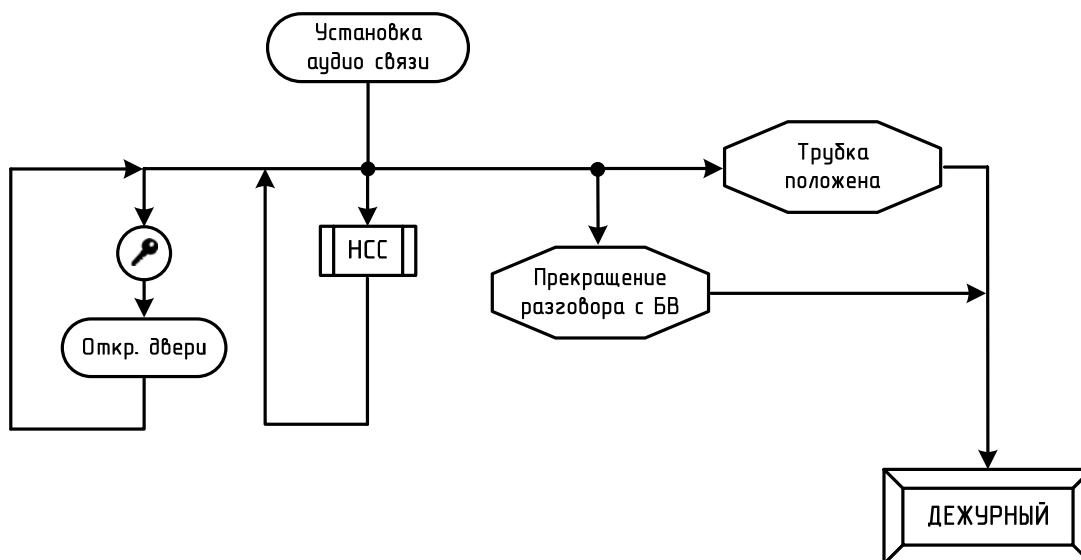 Установка
аудио связи
Трубка
положена
НСС
Прекращение
разговора с БВ
Откр. двери
ДЕЖУРНЫЙ